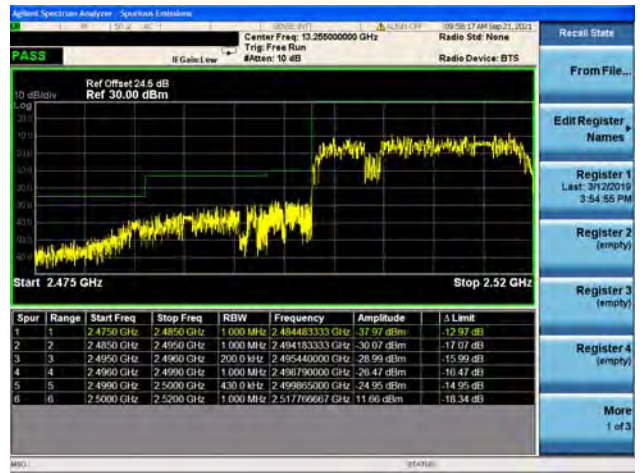 Agilent Spectrum Analyzer - Spurious Emissions
50 Ω AC SENSE:INT ALIGN OFF 09:58:17 AM Sep 21, 2021
Center Freq: 13.255000000 GHz Radio Std: None
Trig: Free Run
PASS IFGain:Low #Atten: 10 dB Radio Device: BTS
Recall State
Ref Offset 24.5 dB
10 dB/div Ref 30.00 dBm
Log
20.0
10.0
Start 2.475 GHz Stop 2.52 GHz
Spur Range Start Freq Stop Freq RBW Frequency Amplitude Δ Limit
1 1 2.4750 GHz 2.4850 GHz 1.000 MHz 2.484483333 GHz -37.97 dBm -12.97 dB
2 2 2.4850 GHz 2.4950 GHz 1.000 MHz 2.494183333 GHz -30.07 dBm -17.07 dB
3 3 2.4950 GHz 2.4960 GHz 200.0 kHz 2.495440000 GHz -28.99 dBm -15.99 dB
4 4 2.4960 GHz 2.4990 GHz 1.000 MHz 2.498790000 GHz -26.47 dBm -16.47 dB
5 5 2.4990 GHz 2.5000 GHz 430.0 kHz 2.499865000 GHz -24.95 dBm -14.95 dB
6 6 2.5000 GHz 2.5200 GHz 1.000 MHz 2.517766667 GHz 11.66 dBm -18.34 dB
From File...
Edit Register
Names
Register 1
Last: 3/12/2019
3:54:55 PM
Register 2
(empty)
Register 3
(empty)
Register 4
(empty)
More
1 of 3
MSG STATUS